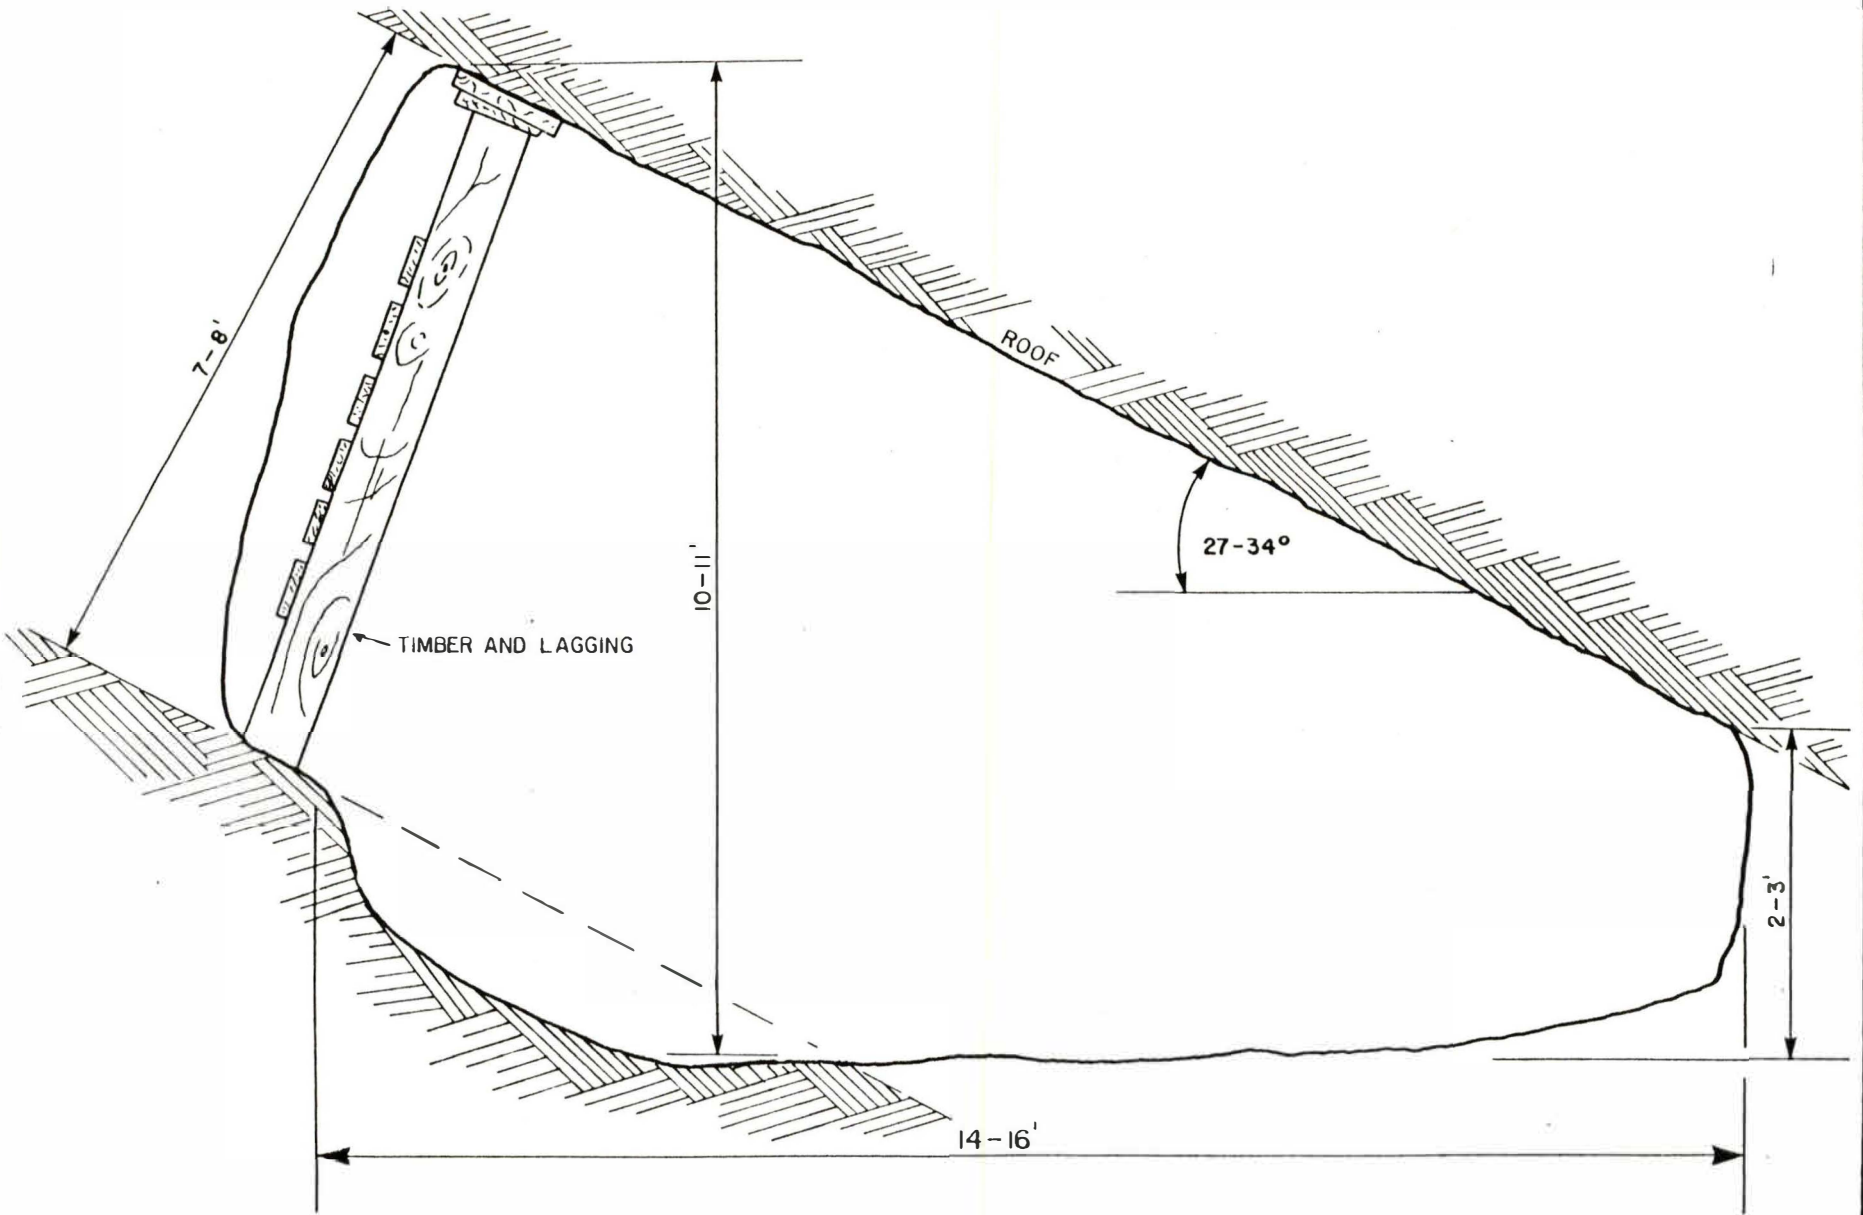 7-8'
10-11'
ROOF
27-34°
TIMBER AND LAGGING
2-3'
14-16'